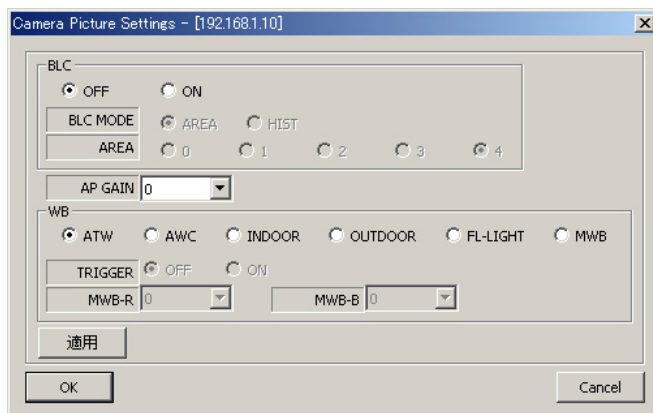 Camera Picture Settings - [192.168.1.10]
BLC
OFF ON
BLC MODE AREA HIST
AREA 0 1 2 3 4
AP GAIN 0
WB
ATW AWC INDOOR OUTDOOR FL-LIGHT MWB
TRIGGER OFF ON
MWB-R 0 MWB-B 0
適用
OK Cancel